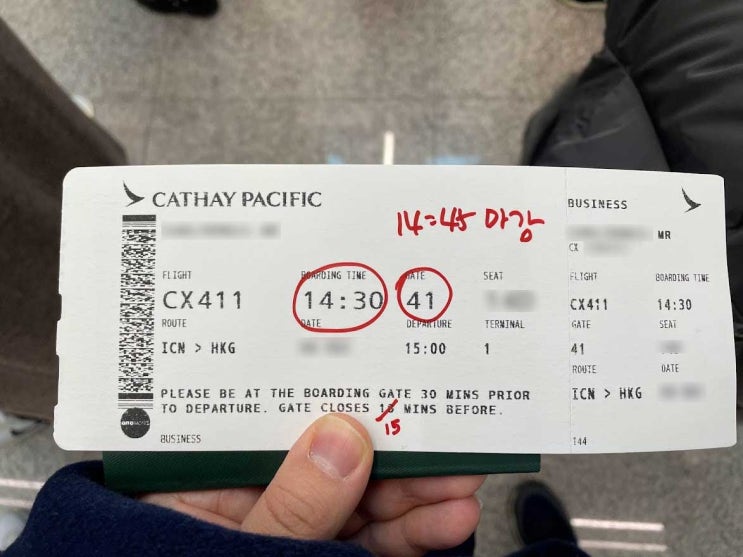 CATHAY PACIFIC
14:45 마감
BUSINESS
MR
CX
FLIGHT BOARDING TIME GATE SEAT
CX411 14:30 41
ROUTE DATE DEPARTURE TERMINAL
ICN > HKG 15:00 1
PLEASE BE AT THE BOARDING GATE 30 MINS PRIOR
TO DEPARTURE. GATE CLOSES MINS BEFORE.
15
oneworld
BUSINESS
FLIGHT BOARDING TIME
CX411 14:30
GATE SEAT
41
ROUTE DATE
ICN > HKG
144